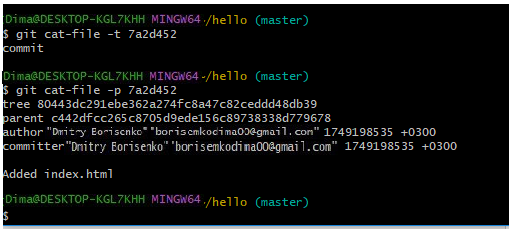 Dima@DESKTOP-KGL7KHH MINGW64 /hello (master)
$ git cat-file -t 7a2d452
commit
Dima@DESKTOP-KGL7KHH MINGW64 /hello (master)
$ git cat-file -p 7a2d452
tree 80443dc291ebe362a274fc8a47c82ceddd48db39
parent c442dfcc265c8705d9ede156c89738338d779678
author "Dmitry Borisenko" "borisemkodima00@gmail.com" 1749198535 +0300
committer "Dmitry Borisenko" "borisemkodima00@gmail.com" 1749198535 +0300
Added index.html
Dima@DESKTOP-KGL7KHH MINGW64 /hello (master)
$